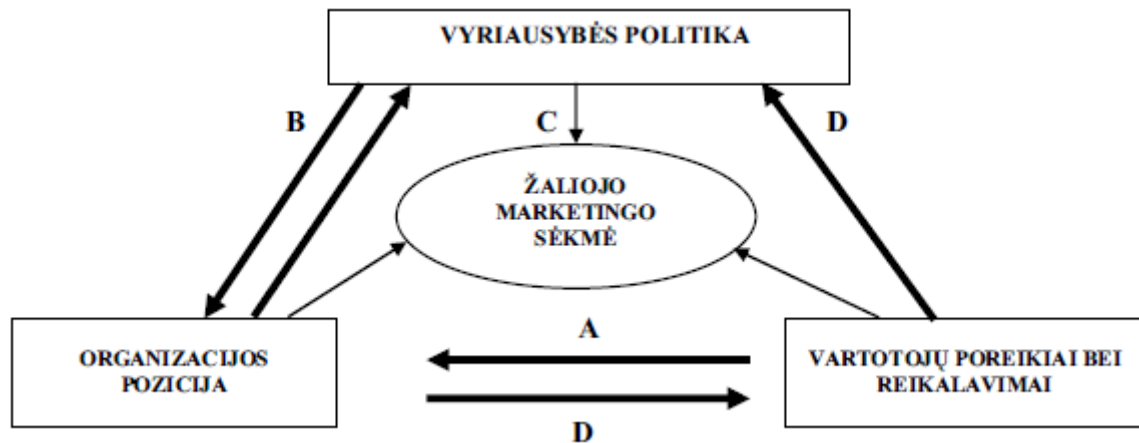 VYRIAUSYBĖS POLITIKA
B
C
D
ŽALIOJO
MARKETINGO
SĖKMĖ
A
ORGANIZACIJOS
POZICIJA
VARTOTOJŲ POREIKIAI BEI
REIKALAVIMAI
D